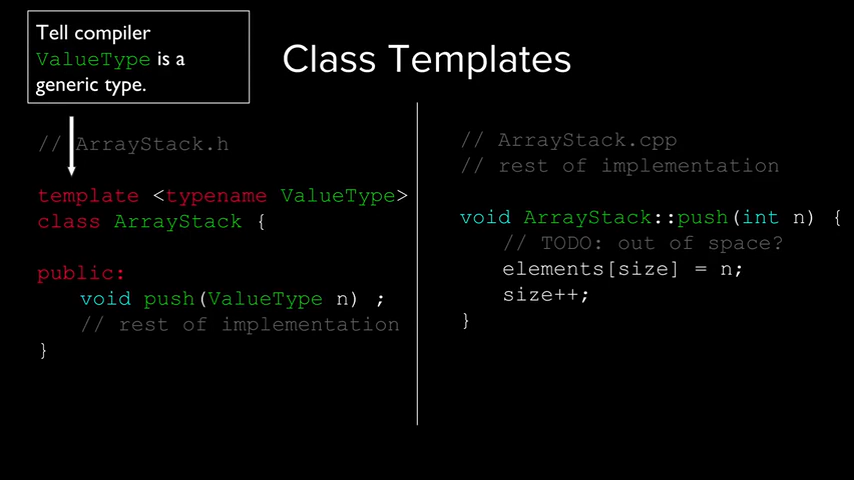 Tell compiler
ValueType is a
generic type.
Class Templates
// ArrayStack.h
template <typename ValueType>
class ArrayStack {
public:
void push(ValueType n) ;
// rest of implementation
}
// ArrayStack.cpp
// rest of implementation
void ArrayStack::push(int n) {
// TODO: out of space?
elements[size] = n;
size++;
}